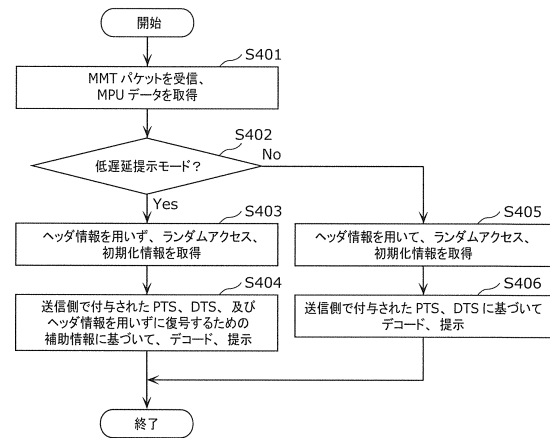 開始
S401
MMT パケットを受信、
MPU データを取得
S402
低遅延提示モード？
No
Yes
S403
ヘッダ情報を用いず、ランダムアクセス、
初期化情報を取得
S405
ヘッダ情報を用いて、ランダムアクセス、
初期化情報を取得
S404
送信側で付与された PTS、DTS、及び
ヘッダ情報を用いずに復号するための
補助情報に基づいて、デコード、提示
S406
送信側で付与された PTS、DTS に基づいて
デコード、提示
終了